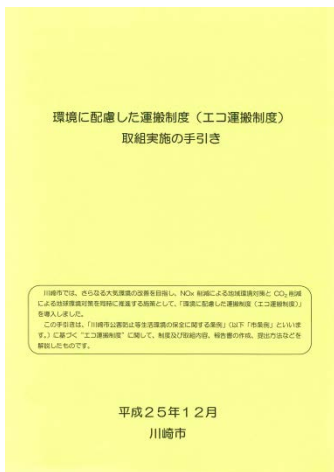 環境に配慮した運搬制度（エコ運搬制度）
取組実施の手引き
川崎市では、さらなる大気環境の改善を目指し、NOx 削減による地域環境対策と CO₂ 削減
による地球環境対策を同時に推進する施策として、「環境に配慮した運搬制度（エコ運搬制度）」
を導入しました。
この手引きは、「川崎市公害防止等生活環境の保全に関する条例」（以下「市条例」といいま
す。）に基づく“エコ運搬制度”に関して、制度及び取組内容、報告書の作成、提出方法などを
解説したものです。
平成２５年１２月
川崎市